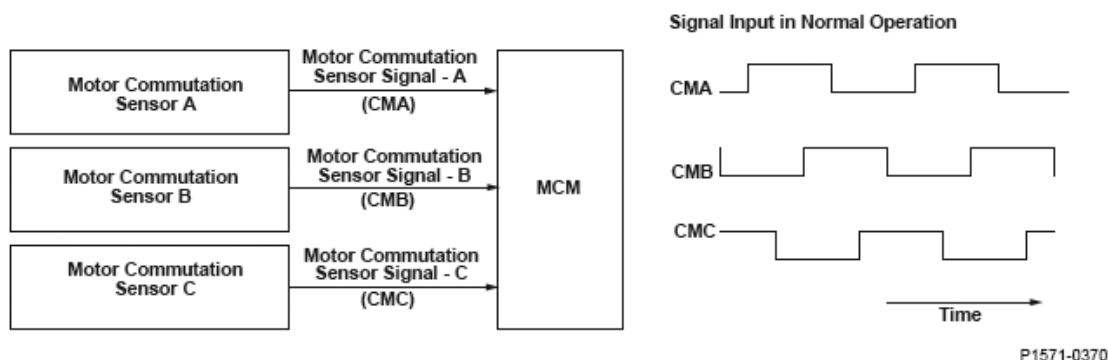 Signal Input in Normal Operation
Motor Commutation
Sensor A
Motor Commutation
Sensor Signal - A
(CMA)
Motor Commutation
Sensor B
Motor Commutation
Sensor Signal - B
(CMB)
Motor Commutation
Sensor C
Motor Commutation
Sensor Signal - C
(CMC)
MCM
CMA
CMB
CMC
Time
P1571-0370